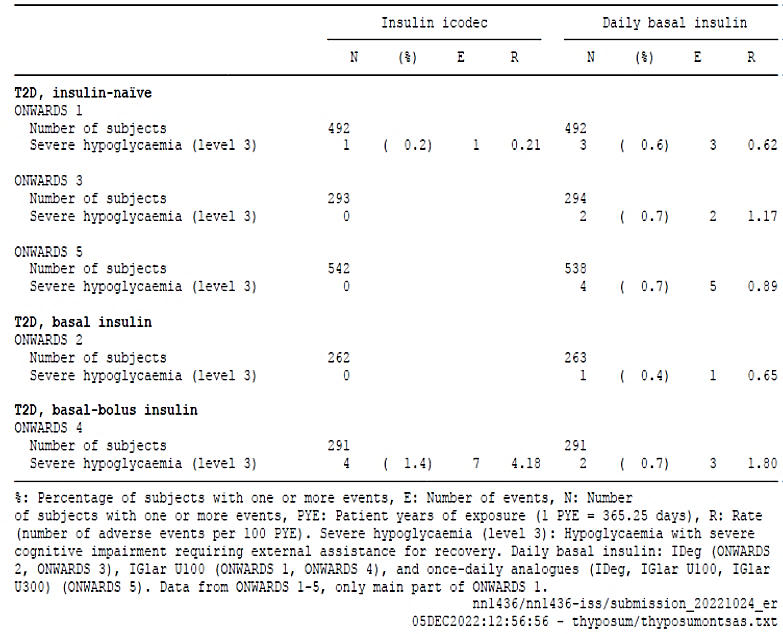 Insulin icodec Daily basal insulin
N (%) E R N (%) E R
T2D, insulin-naïve
ONWARDS 1
Number of subjects 492 492
Severe hypoglycaemia (level 3) 1 ( 0.2) 1 0.21 3 ( 0.6) 3 0.62
ONWARDS 3
Number of subjects 293 294
Severe hypoglycaemia (level 3) 0 2 ( 0.7) 2 1.17
ONWARDS 5
Number of subjects 542 538
Severe hypoglycaemia (level 3) 0 4 ( 0.7) 5 0.89
T2D, basal insulin
ONWARDS 2
Number of subjects 262 263
Severe hypoglycaemia (level 3) 0 1 ( 0.4) 1 0.65
T2D, basal-bolus insulin
ONWARDS 4
Number of subjects 291 291
Severe hypoglycaemia (level 3) 4 ( 1.4) 7 4.18 2 ( 0.7) 3 1.80
%: Percentage of subjects with one or more events, E: Number of events, N: Number
of subjects with one or more events, PYE: Patient years of exposure (1 PYE = 365.25 days), R: Rate
(number of adverse events per 100 PYE). Severe hypoglycaemia (level 3): Hypoglycaemia with severe
cognitive impairment requiring external assistance for recovery. Daily basal insulin: IDeg (ONWARDS
2, ONWARDS 3), IGlar U100 (ONWARDS 1, ONWARDS 4), and once-daily analogues (IDeg, IGlar U100, IGlar
U300) (ONWARDS 5). Data from ONWARDS 1-5, only main part of ONWARDS 1.
nn1436/nn1436-iss/submission_20221024_er
05DEC2022:12:56:56 - thyposum/thyposumontsas.txt